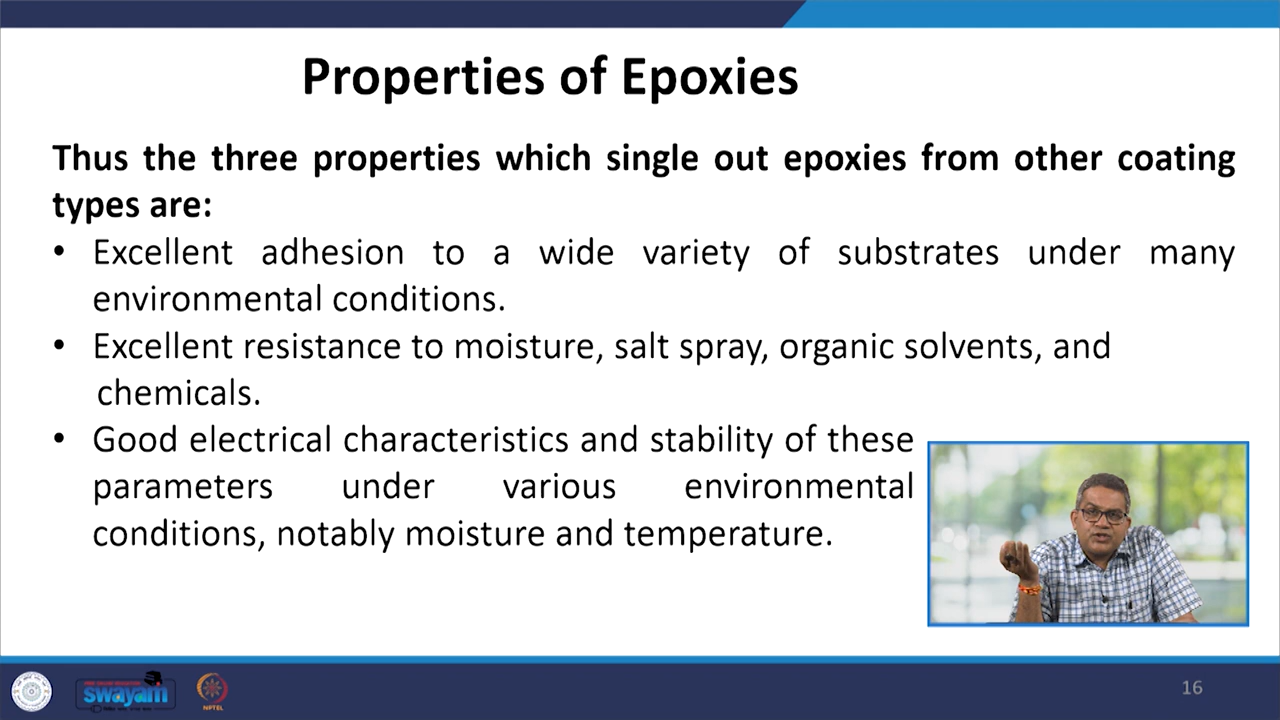 Properties of Epoxies
Thus the three properties which single out epoxies from other coating
types are:
• Excellent adhesion to a wide variety of substrates under many
environmental conditions.
• Excellent resistance to moisture, salt spray, organic solvents, and
chemicals.
• Good electrical characteristics and stability of these
parameters under various environmental
conditions, notably moisture and temperature.
swayam
NPTEL
16